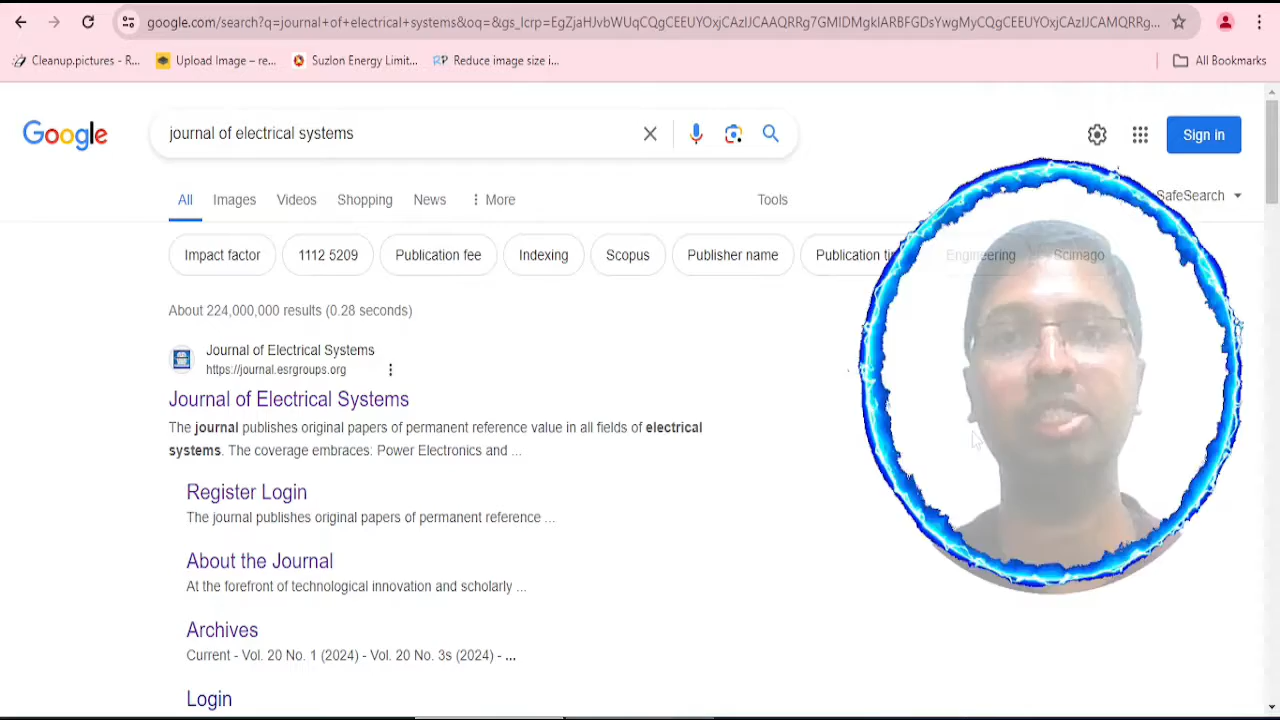 google.com/search?q=journal+of+electrical+systems&oq=&gs_lcrp=EgZjaHJvbWUqCQgCEEUYOxjCAzIJCAAQRRg7GMIDMgkIARBFGDsYwgMyCQgCEEUYOxjCAzIJCAMQRRg...
Cleanup.pictures - R...
Upload Image – re...
Suzlon Energy Limit...
RP Reduce image size i...
All Bookmarks
Google
journal of electrical systems
Sign in
All
Images
Videos
Shopping
News
More
Tools
SafeSearch
Impact factor
1112 5209
Publication fee
Indexing
Scopus
Publisher name
Publication
Engineering
Scimago
About 224,000,000 results (0.28 seconds)
Journal of Electrical Systems
https://journal.esrgroups.org
Journal of Electrical Systems
The journal publishes original papers of permanent reference value in all fields of electrical
systems. The coverage embraces: Power Electronics and ...
Register Login
The journal publishes original papers of permanent reference ...
About the Journal
At the forefront of technological innovation and scholarly ...
Archives
Current - Vol. 20 No. 1 (2024) - Vol. 20 No. 3s (2024) - ...
Login